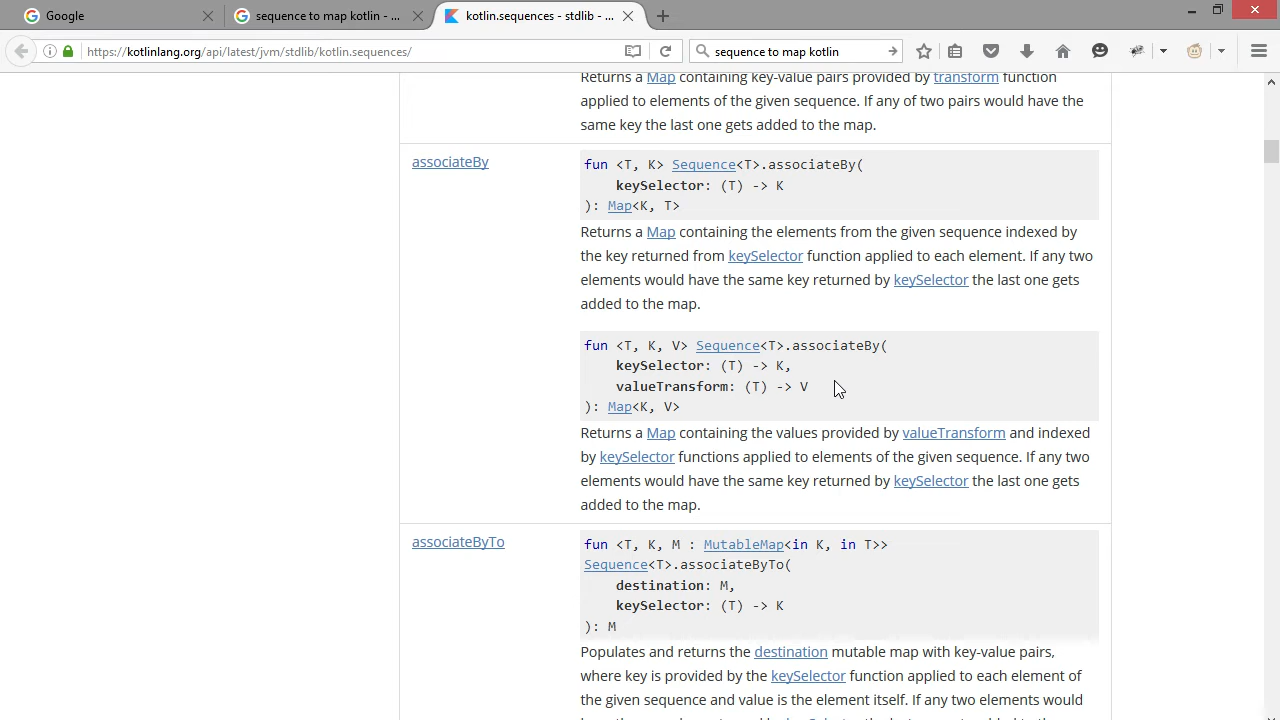 Google
sequence to map kotlin - ...
kotlin.sequences - stdlib - ...
https://kotlinlang.org/api/latest/jvm/stdlib/kotlin.sequences/
sequence to map kotlin
Returns a Map containing key-value pairs provided by transform function
applied to elements of the given sequence. If any of two pairs would have the
same key the last one gets added to the map.
associateBy
fun <T, K> Sequence<T>.associateBy(
keySelector: (T) -> K
): Map<K, T>
Returns a Map containing the elements from the given sequence indexed by
the key returned from keySelector function applied to each element. If any two
elements would have the same key returned by keySelector the last one gets
added to the map.
fun <T, K, V> Sequence<T>.associateBy(
keySelector: (T) -> K,
valueTransform: (T) -> V
): Map<K, V>
Returns a Map containing the values provided by valueTransform and indexed
by keySelector functions applied to elements of the given sequence. If any two
elements would have the same key returned by keySelector the last one gets
added to the map.
associateByTo
fun <T, K, M : MutableMap<in K, in T>>
Sequence<T>.associateByTo(
destination: M,
keySelector: (T) -> K
): M
Populates and returns the destination mutable map with key-value pairs,
where key is provided by the keySelector function applied to each element of
the given sequence and value is the element itself. If any two elements would